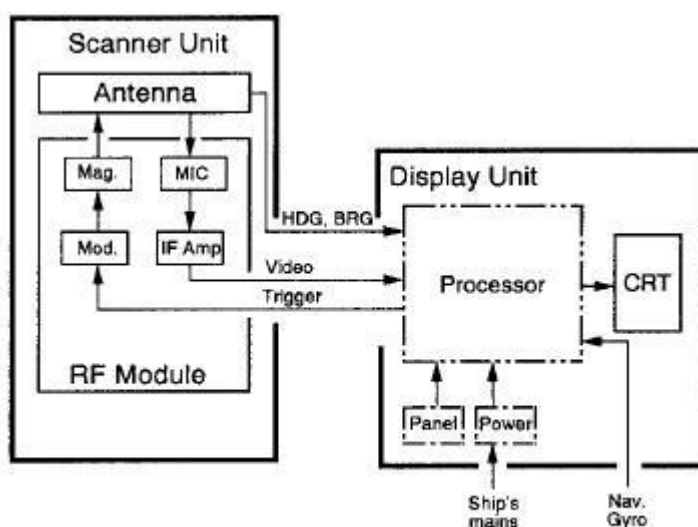 Scanner Unit
Antenna
Mag.
MIC
Mod.
IF Amp
RF Module
HDG, BRG
Video
Trigger
Display Unit
Processor
CRT
Panel
Power
Ship's
mains
Nav.
Gyro